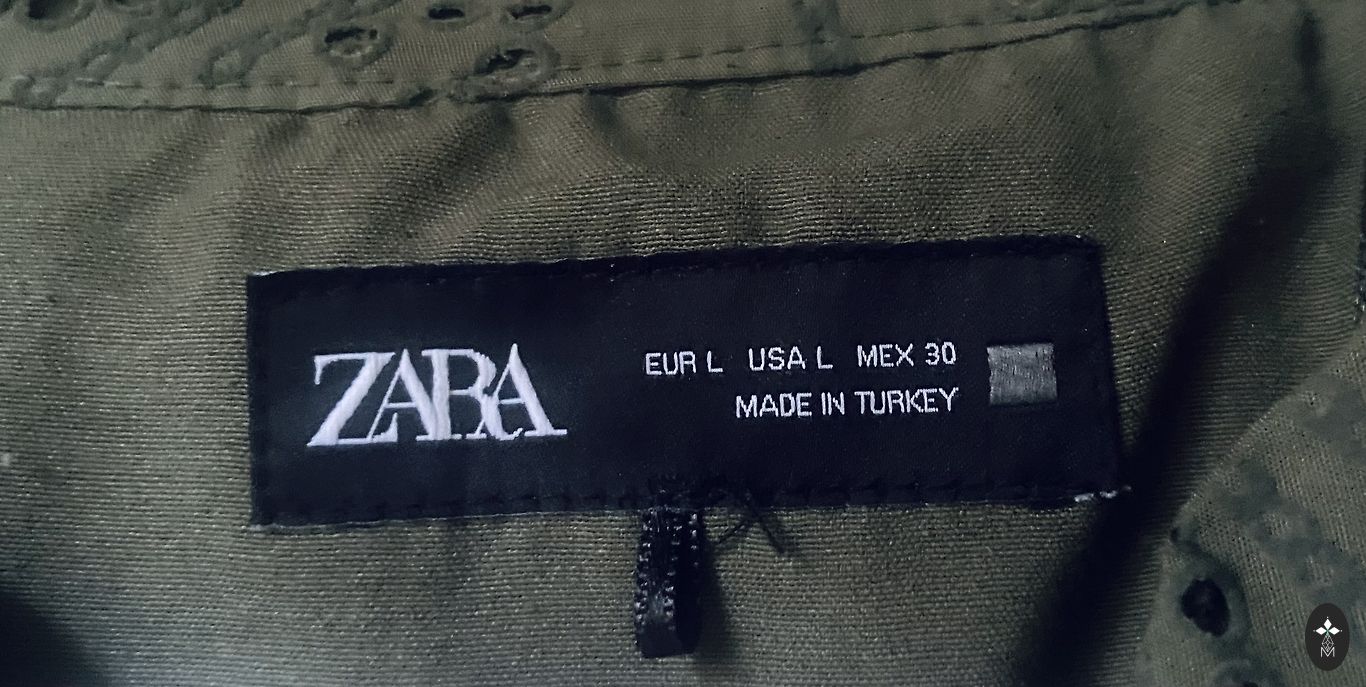 ZARA
EUR L USA L MEX 30
MADE IN TURKEY
M